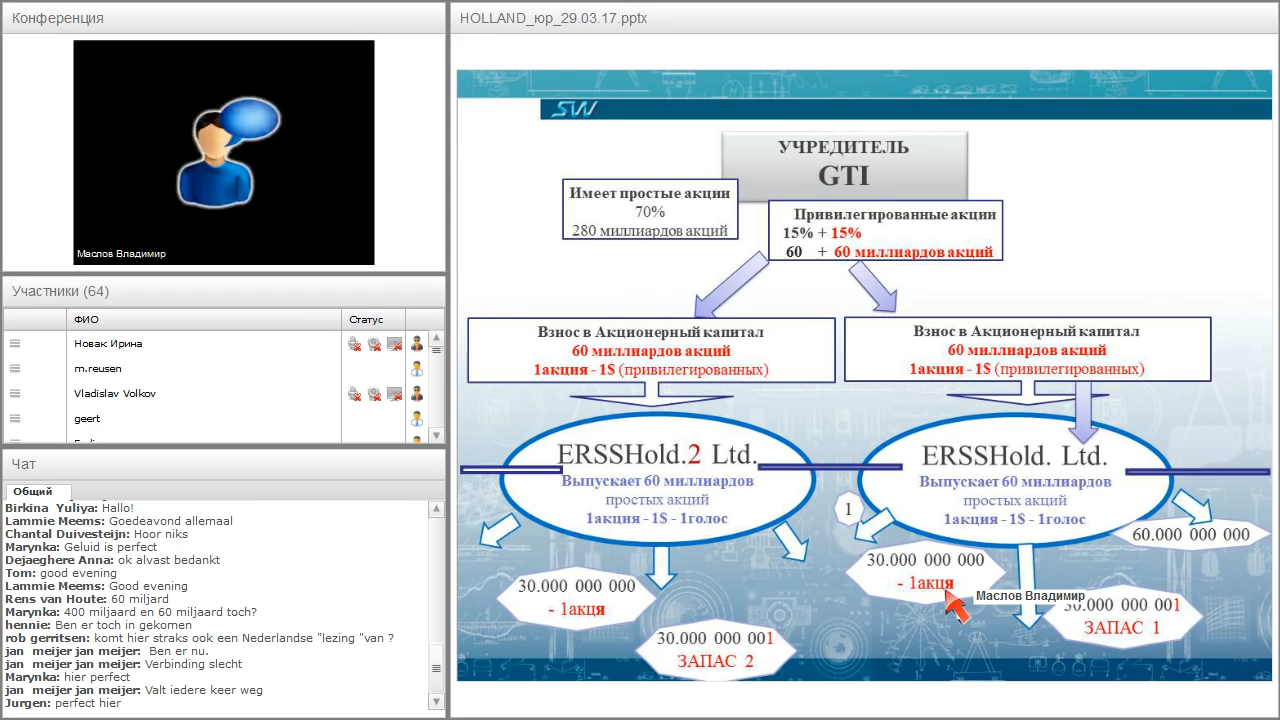 Конференция
Маслов Владимир
Участники (64)
ФИО
Статус
Новак Ирина
m.reusen
Vladislav Volkov
geert
Чат
Общий
Birkina Yuliya: Hallo!
Lammie Meems: Goedeavond allemaal
Chantal Duivesteijn: Hoor niks
Marynka: Geluid is perfect
Dejaeghere Anna: ok alvast bedankt
Tom: good evening
Lammie Meems: Good evening
Rens van Houte: 60 miljard
Marynka: 400 miljaard en 60 miljaard toch?
hennie: Ben er toch in gekomen
rob gerritsen: komt hier straks ook een Nederlandse "lezing "van ?
jan meijer jan meijer: Ben er nu.
jan meijer jan meijer: Verbinding slecht
Marynka: hier perfect
jan meijer jan meijer: Valt iedere keer weg
Jurgen: perfect hier
HOLLAND_юр_29.03.17.pptx
SW
УЧРЕДИТЕЛЬ
GTI
Имеет простые акции
70%
280 миллиардов акций
Привилегированные акции
15% + 15%
60 + 60 миллиардов акций
Взнос в Акционерный капитал
60 миллиардов акций
1акция - 1$ (привилегированных)
Взнос в Акционерный капитал
60 миллиардов акций
1акция - 1$ (привилегированных)
ERSSHold.2 Ltd.
Выпускает 60 миллиардов
простых акций
1акция - 1$ - 1голос
ERSSHold. Ltd.
Выпускает 60 миллиардов
простых акций
1акция - 1$ - 1голос
1
60.000 000 000
30.000 000 000
- 1акця
30.000 000 001
ЗАПАС 2
30.000 000 000
- 1акця
Маслов Владимир
30.000 000 001
ЗАПАС 1